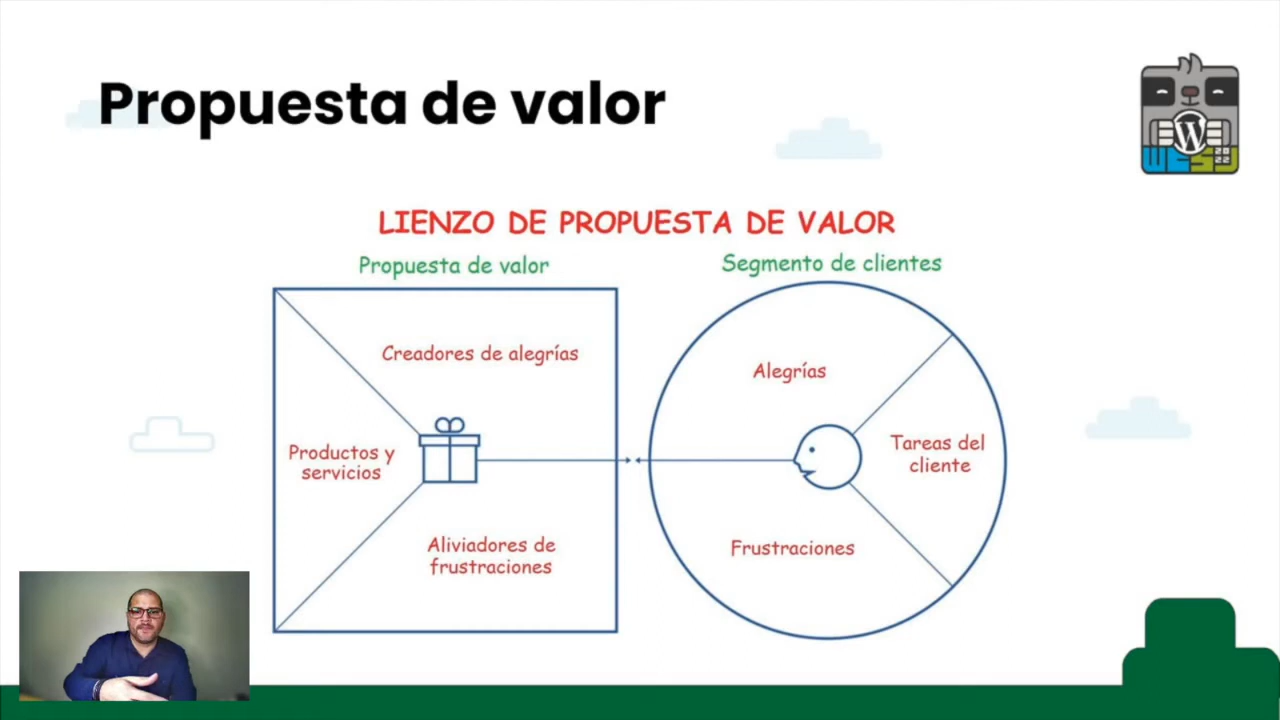 Propuesta de valor
LIENZO DE PROPUESTA DE VALOR
Propuesta de valor
Segmento de clientes
Creadores de alegrías
Productos y
servicios
Aliviadores de
frustraciones
Alegrías
Tareas del
cliente
Frustraciones
W